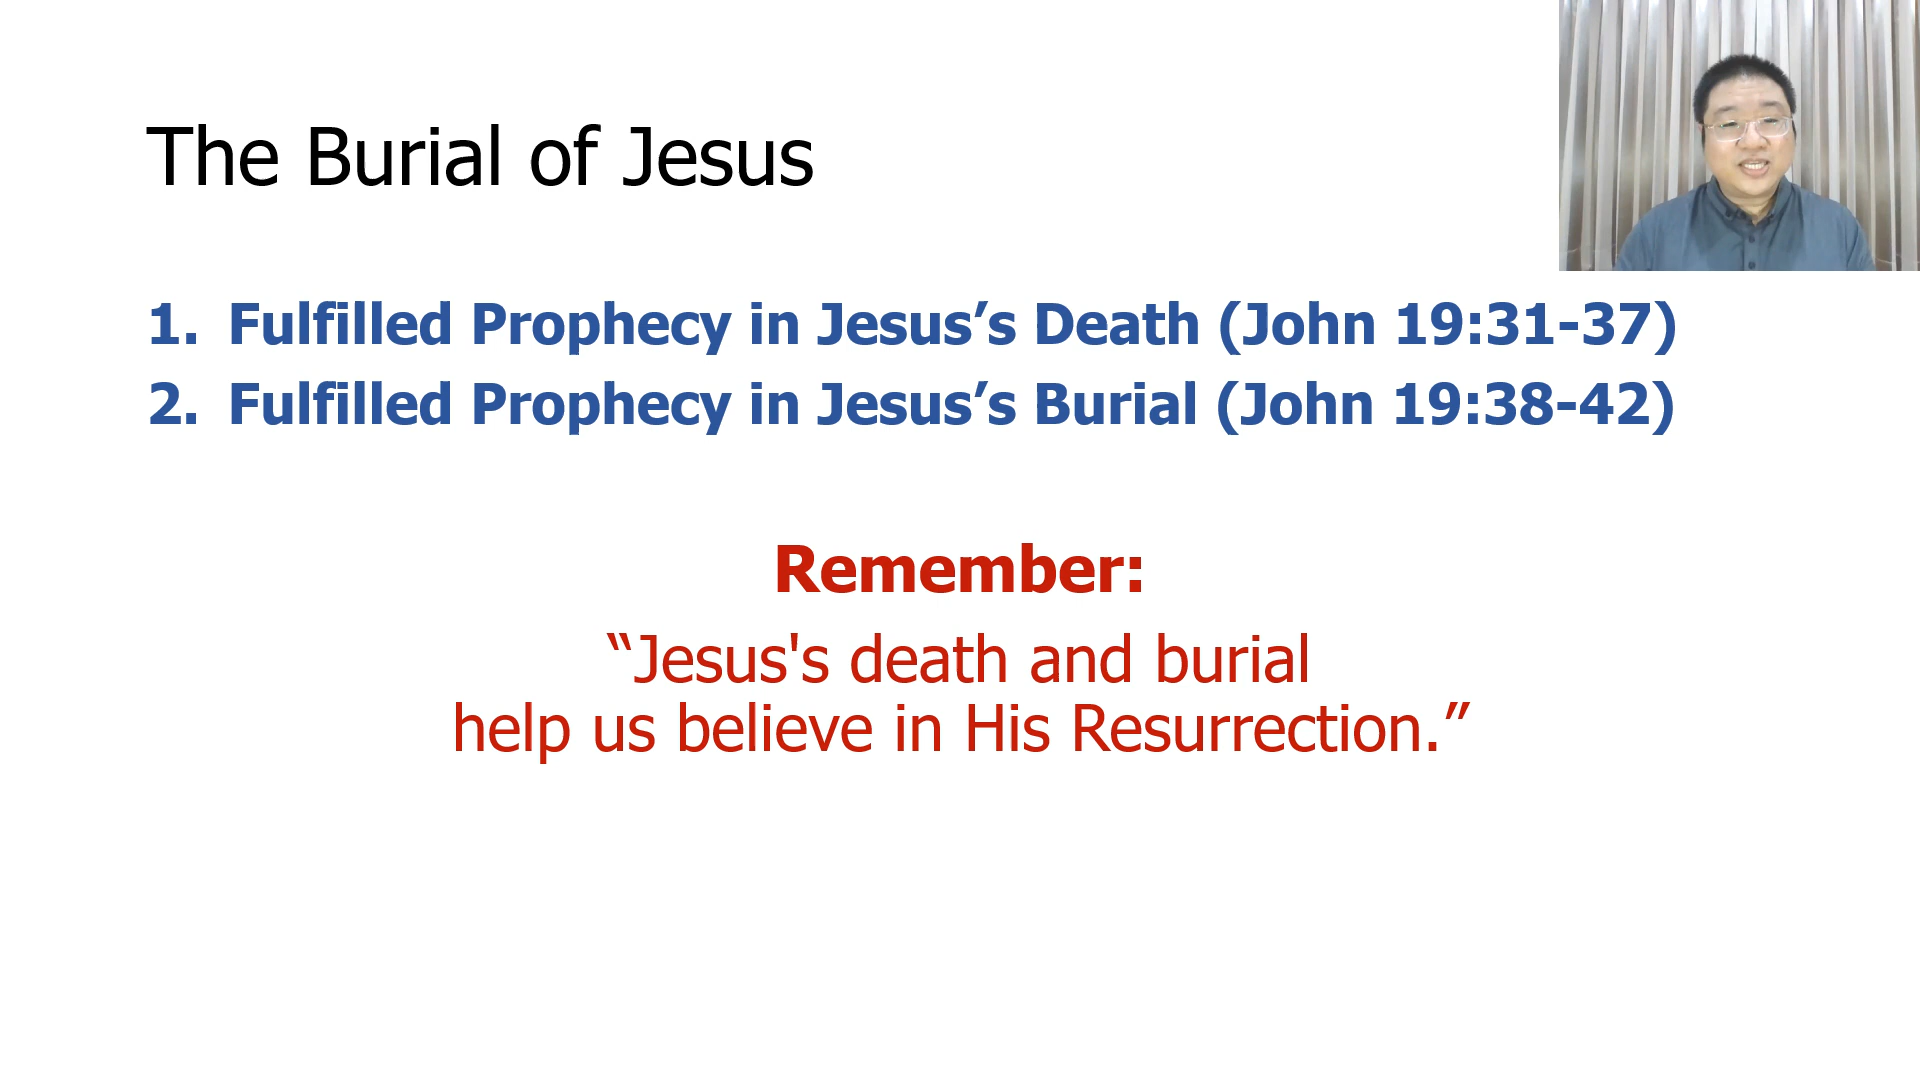 The Burial of Jesus
1. Fulfilled Prophecy in Jesus’s Death (John 19:31-37)
2. Fulfilled Prophecy in Jesus’s Burial (John 19:38-42)
Remember:
“Jesus's death and burial
help us believe in His Resurrection.”